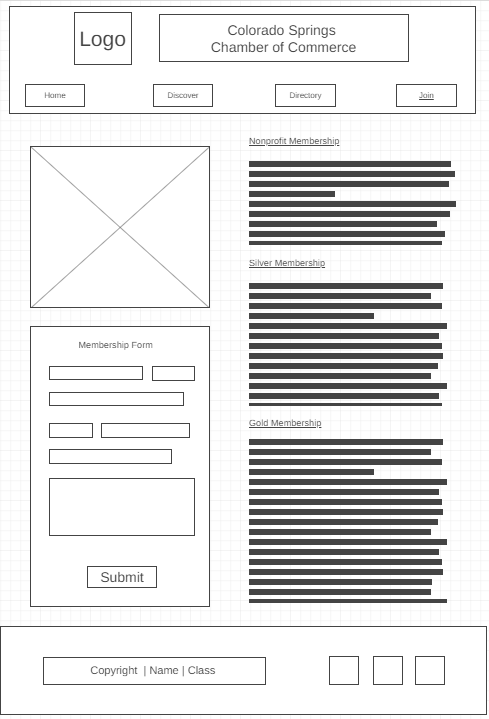 Logo
Colorado Springs
Chamber of Commerce
Home
Discover
Directory
Join
Nonprofit Membership
Silver Membership
Gold Membership
Membership Form
Submit
Copyright | Name | Class